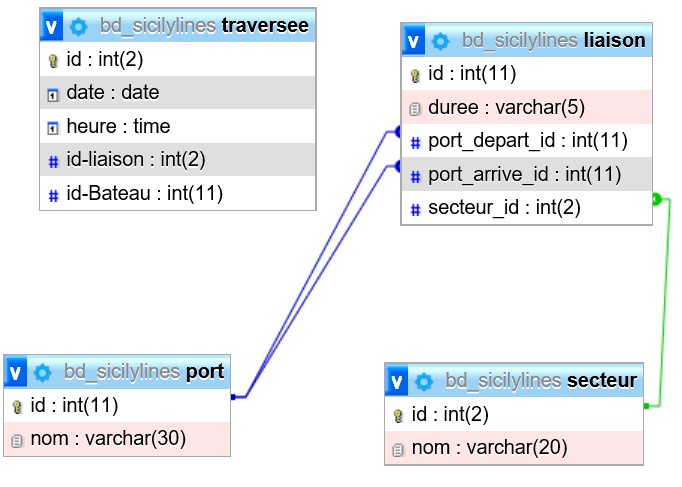 v bd_sicilylines traversee
id : int(2)
date : date
heure : time
# id-liaison : int(2)
# id-Bateau : int(11)
v bd_sicilylines liaison
id : int(11)
duree : varchar(5)
# port_depart_id : int(11)
# port_arrive_id : int(11)
# secteur_id : int(2)
v bd_sicilylines port
id : int(11)
nom : varchar(30)
v bd_sicilylines secteur
id : int(2)
nom : varchar(20)